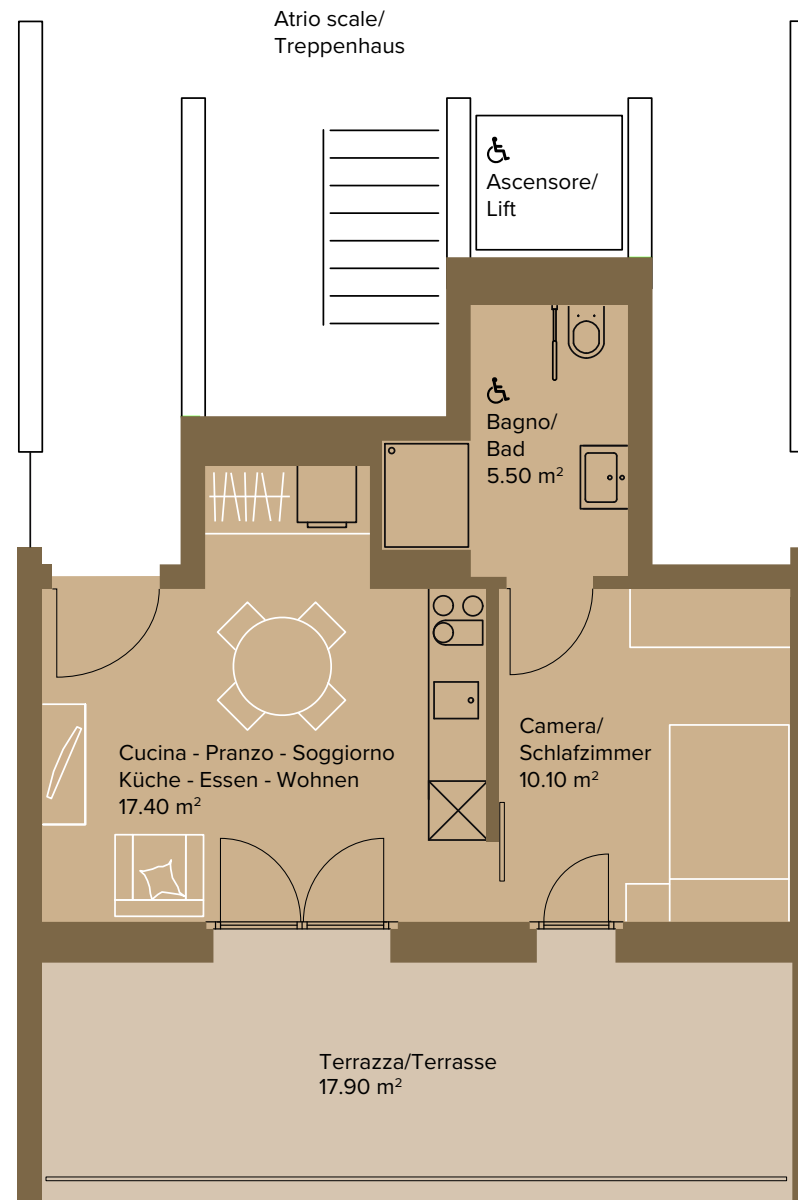 Atrio scale/
Treppenhaus
Ascensore/
Lift
Bagno/
Bad
5.50 m²
Cucina - Pranzo - Soggiorno
Küche - Essen - Wohnen
17.40 m²
Camera/
Schlafzimmer
10.10 m²
Terrazza/Terrasse
17.90 m²